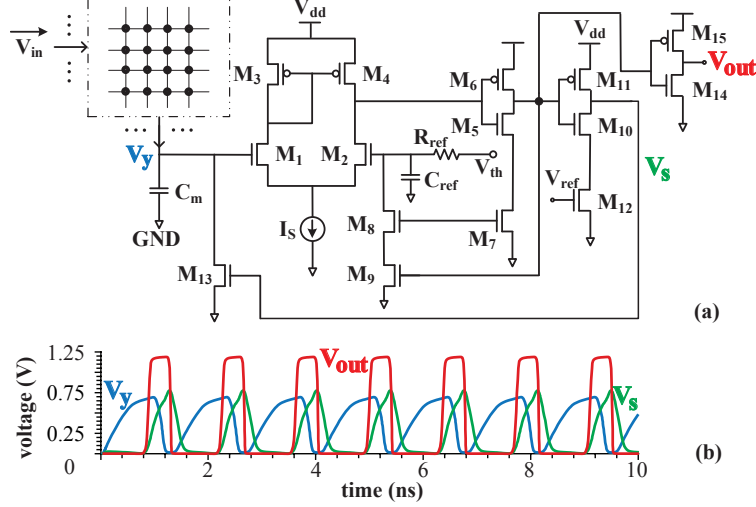 V_in
V_y
C_m
GND
M_13
V_dd
M_3
M_4
M_1
M_2
I_S
R_ref
C_ref
V_th
M_8
M_9
M_6
M_5
M_7
V_dd
M_11
M_10
V_ref
M_12
V_s
M_15
V_out
M_14
(a)
voltage (V)
1.25
0.75
0.25
0
V_y
V_out
V_s
2
4
6
8
10
time (ns)
(b)